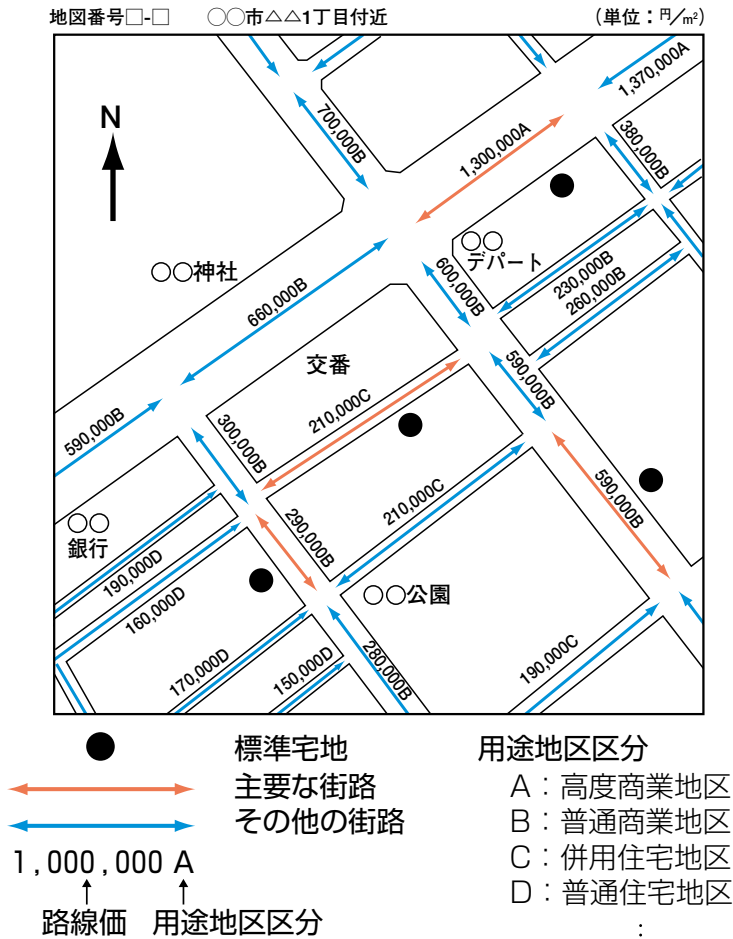 地図番号□-□ ○○市△△1丁目付近 (単位：円/㎡)
1,370,000A
700,000B
380,000B
1,300,000A
N
○○
デパート
○○神社
600,000B
230,000B
260,000B
660,000B
交番
590,000B
590,000B
300,000B
210,000C
590,000B
210,000C
290,000B
○○
銀行
190,000D
160,000D
○○公園
170,000D
150,000D
280,000B
190,000C
標準宅地
主要な街路
その他の街路
1,000,000 A
路線価 用途地区区分
用途地区区分
A：高度商業地区
B：普通商業地区
C：併用住宅地区
D：普通住宅地区
：